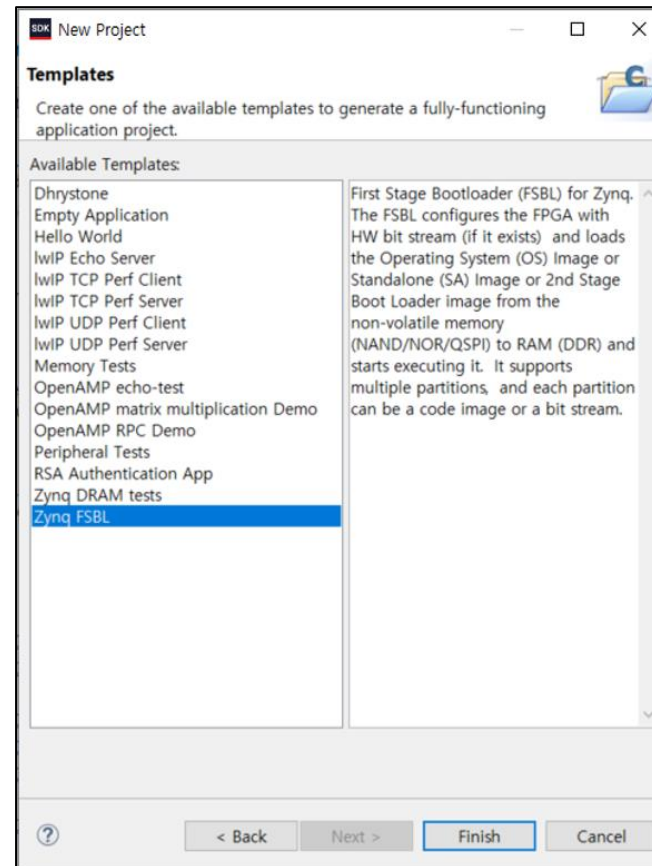 SDK New Project
Templates
Create one of the available templates to generate a fully-functioning
application project.
Available Templates:
Dhrystone
Empty Application
Hello World
lwIP Echo Server
lwIP TCP Perf Client
lwIP TCP Perf Server
lwIP UDP Perf Client
lwIP UDP Perf Server
Memory Tests
OpenAMP echo-test
OpenAMP matrix multiplication Demo
OpenAMP RPC Demo
Peripheral Tests
RSA Authentication App
Zynq DRAM tests
Zynq FSBL
First Stage Bootloader (FSBL) for Zynq.
The FSBL configures the FPGA with
HW bit stream (if it exists)  and loads
the Operating System (OS) Image or
Standalone (SA) Image or 2nd Stage
Boot Loader image from the
non-volatile memory
(NAND/NOR/QSPI) to RAM (DDR) and
starts executing it.  It supports
multiple partitions,  and each partition
can be a code image or a bit stream.
< Back
Next >
Finish
Cancel